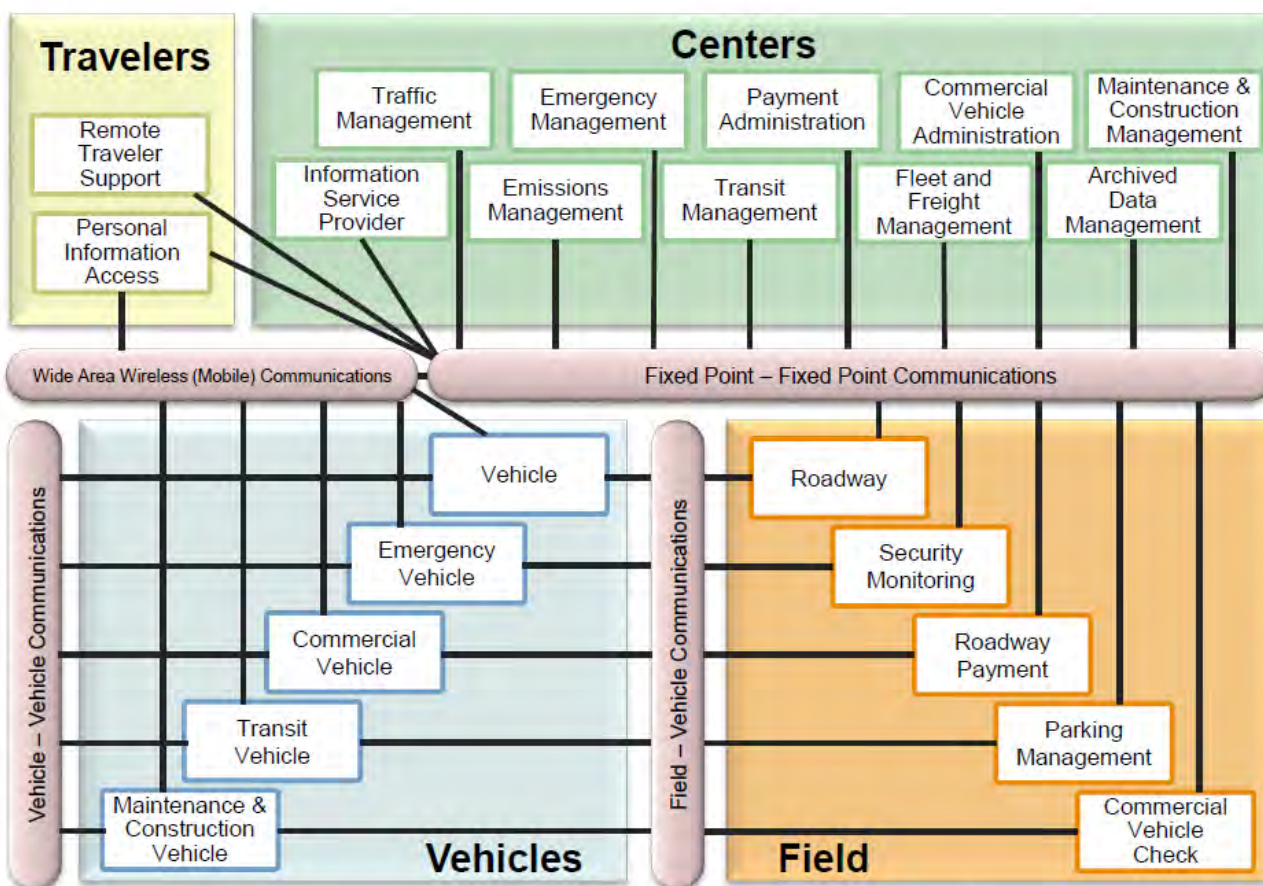 Travelers
Remote
Traveler
Support
Personal
Information
Access
Centers
Traffic
Management
Emergency
Management
Payment
Administration
Commercial
Vehicle
Administration
Maintenance &
Construction
Management
Information
Service
Provider
Emissions
Management
Transit
Management
Fleet and
Freight
Management
Archived
Data
Management
Wide Area Wireless (Mobile) Communications
Fixed Point – Fixed Point Communications
Vehicle – Vehicle Communications
Vehicle
Emergency
Vehicle
Commercial
Vehicle
Transit
Vehicle
Maintenance &
Construction
Vehicle
Vehicles
Field – Vehicle Communications
Roadway
Security
Monitoring
Roadway
Payment
Parking
Management
Commercial
Vehicle
Check
Field